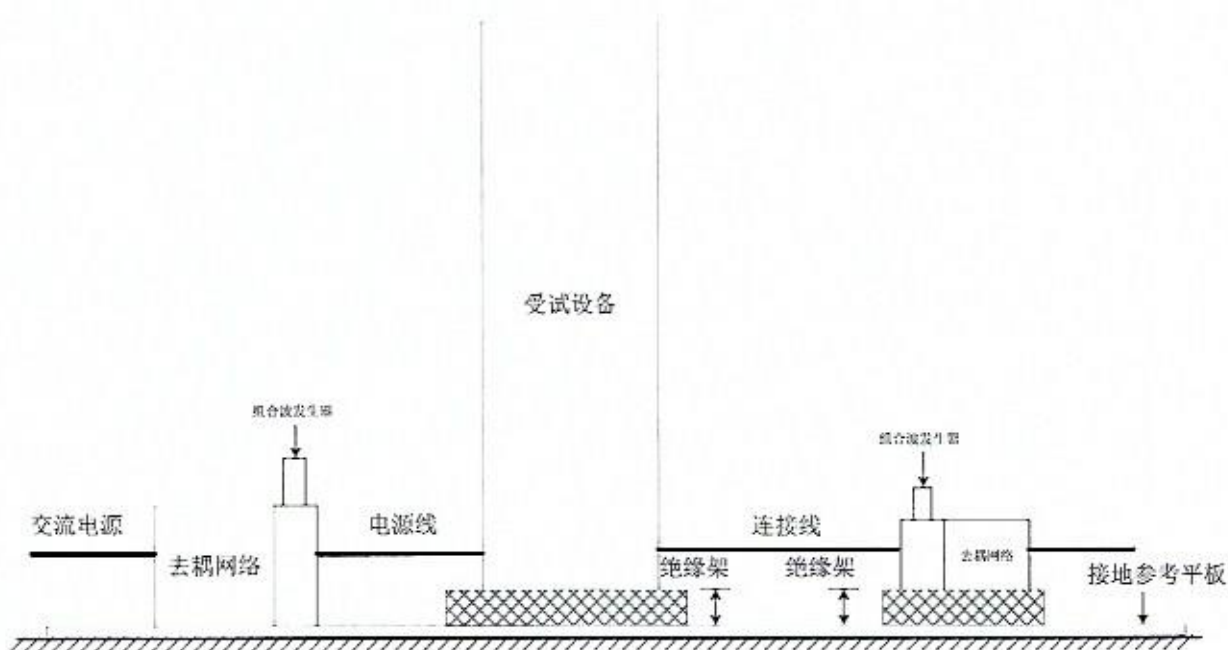 受试设备
组合波发生器
组合波发生器
交流电源
电源线
连接线
去耦网络
绝缘架
绝缘架
去耦网络
接地参考平板